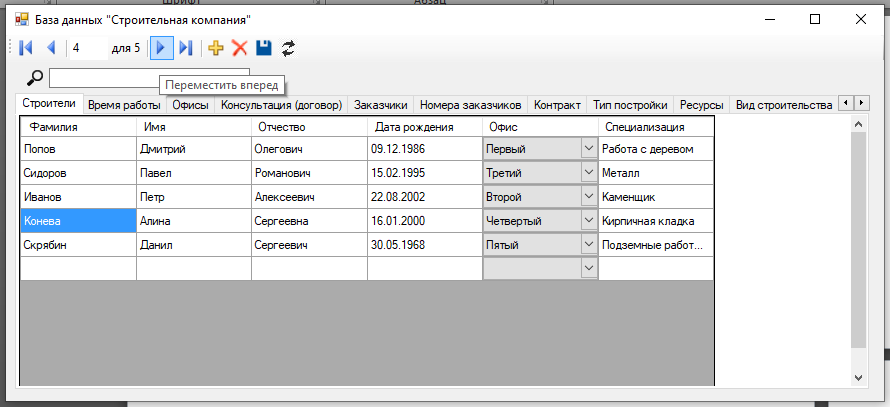 Шрифт Абзац
База данных "Строительная компания"
4 для 5
Переместить вперед
Строители Время работы Офисы Консультация (договор) Заказчики Номера заказчиков Контракт Тип постройки Ресурсы Вид строительства
Фамилия Имя Отчество Дата рождения Офис Специализация
Попов Дмитрий Олегович 09.12.1986 Первый Работа с деревом
Сидоров Павел Романович 15.02.1995 Третий Металл
Иванов Петр Алексеевич 22.08.2002 Второй Каменщик
Конева Алина Сергеевна 16.01.2000 Четвертый Кирпичная кладка
Скрябин Данил Сергеевич 30.05.1968 Пятый Подземные работ...